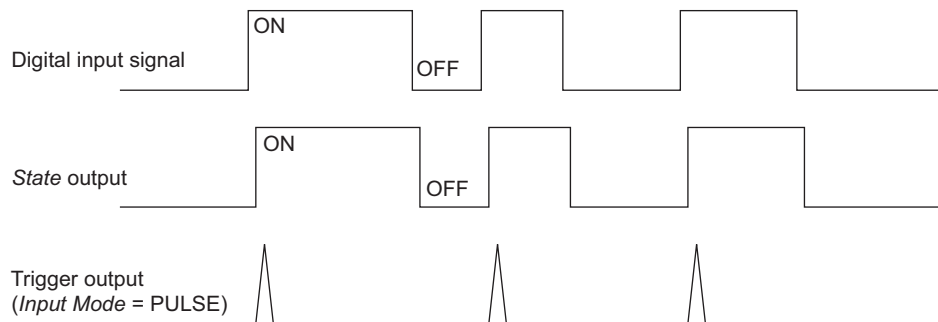 ON
Digital input signal
OFF
ON
State output
OFF
Trigger output
(Input Mode = PULSE)